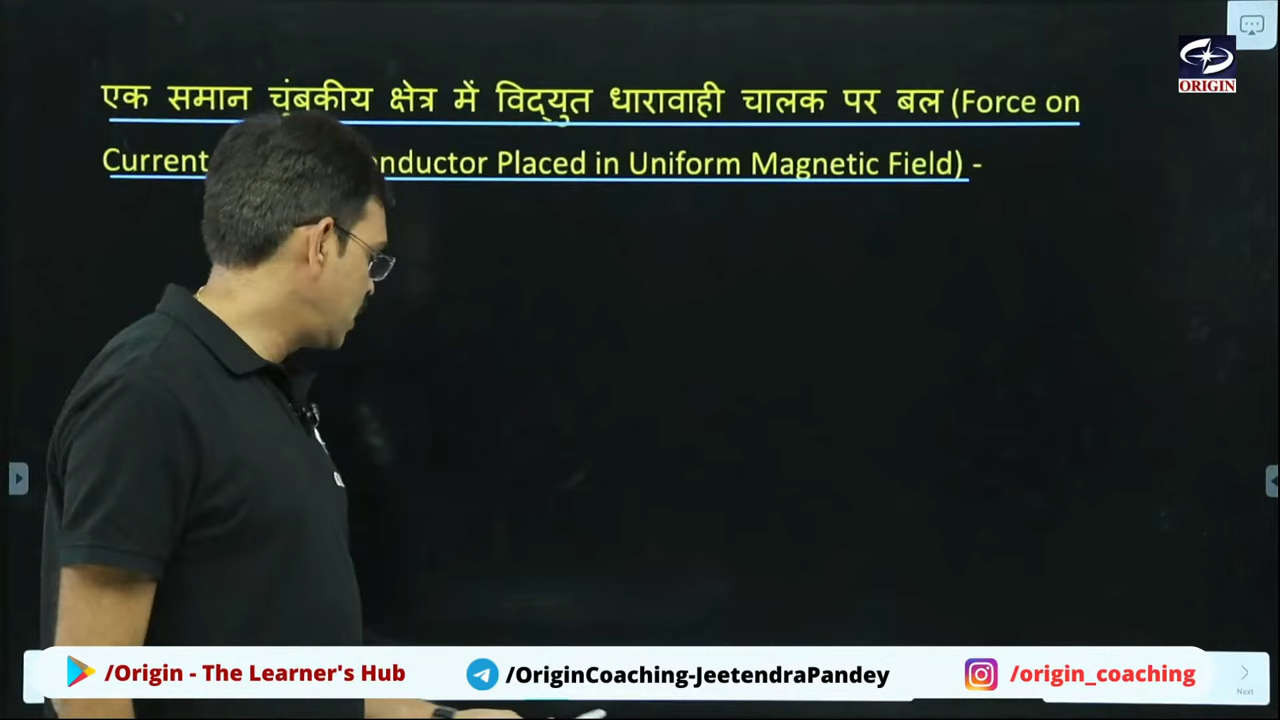 एक समान चुंबकीय क्षेत्र में विद्युत धारावाही चालक पर बल (Force on
Current onductor Placed in Uniform Magnetic Field) -
ORIGIN
/Origin - The Learner's Hub
/OriginCoaching-JeetendraPandey
/origin_coaching
Next